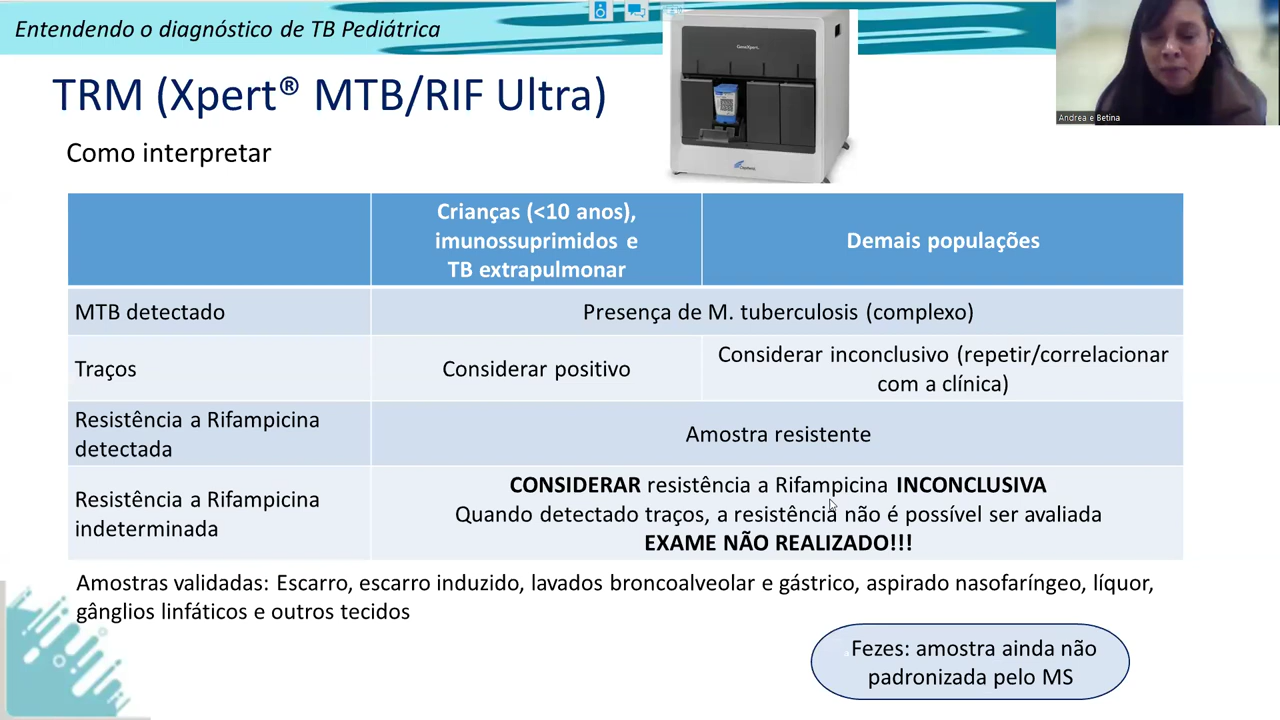 Entendendo o diagnóstico de TB Pediátrica
TRM (Xpert® MTB/RIF Ultra)
GeneXpert
Cepheid
Andrea e Betina
Como interpretar
Crianças (<10 anos),
imunossuprimidos e
TB extrapulmonar
Demais populações
MTB detectado
Presença de M. tuberculosis (complexo)
Traços
Considerar positivo
Considerar inconclusivo (repetir/correlacionar
com a clínica)
Resistência a Rifampicina
detectada
Amostra resistente
Resistência a Rifampicina
indeterminada
CONSIDERAR resistência a Rifampicina INCONCLUSIVA
Quando detectado traços, a resistência não é possível ser avaliada
EXAME NÃO REALIZADO!!!
Amostras validadas: Escarro, escarro induzido, lavados broncoalveolar e gástrico, aspirado nasofaríngeo, líquor,
gânglios linfáticos e outros tecidos
Fezes: amostra ainda não
padronizada pelo MS